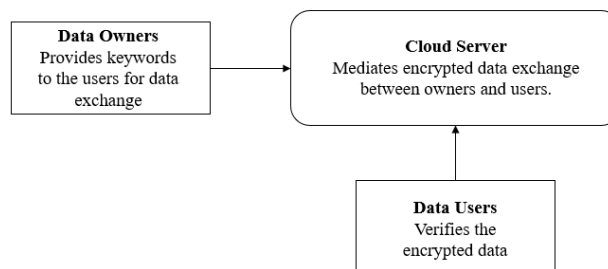 Data Owners
Provides keywords
to the users for data
exchange
Cloud Server
Mediates encrypted data exchange
between owners and users.
Data Users
Verifies the
encrypted data